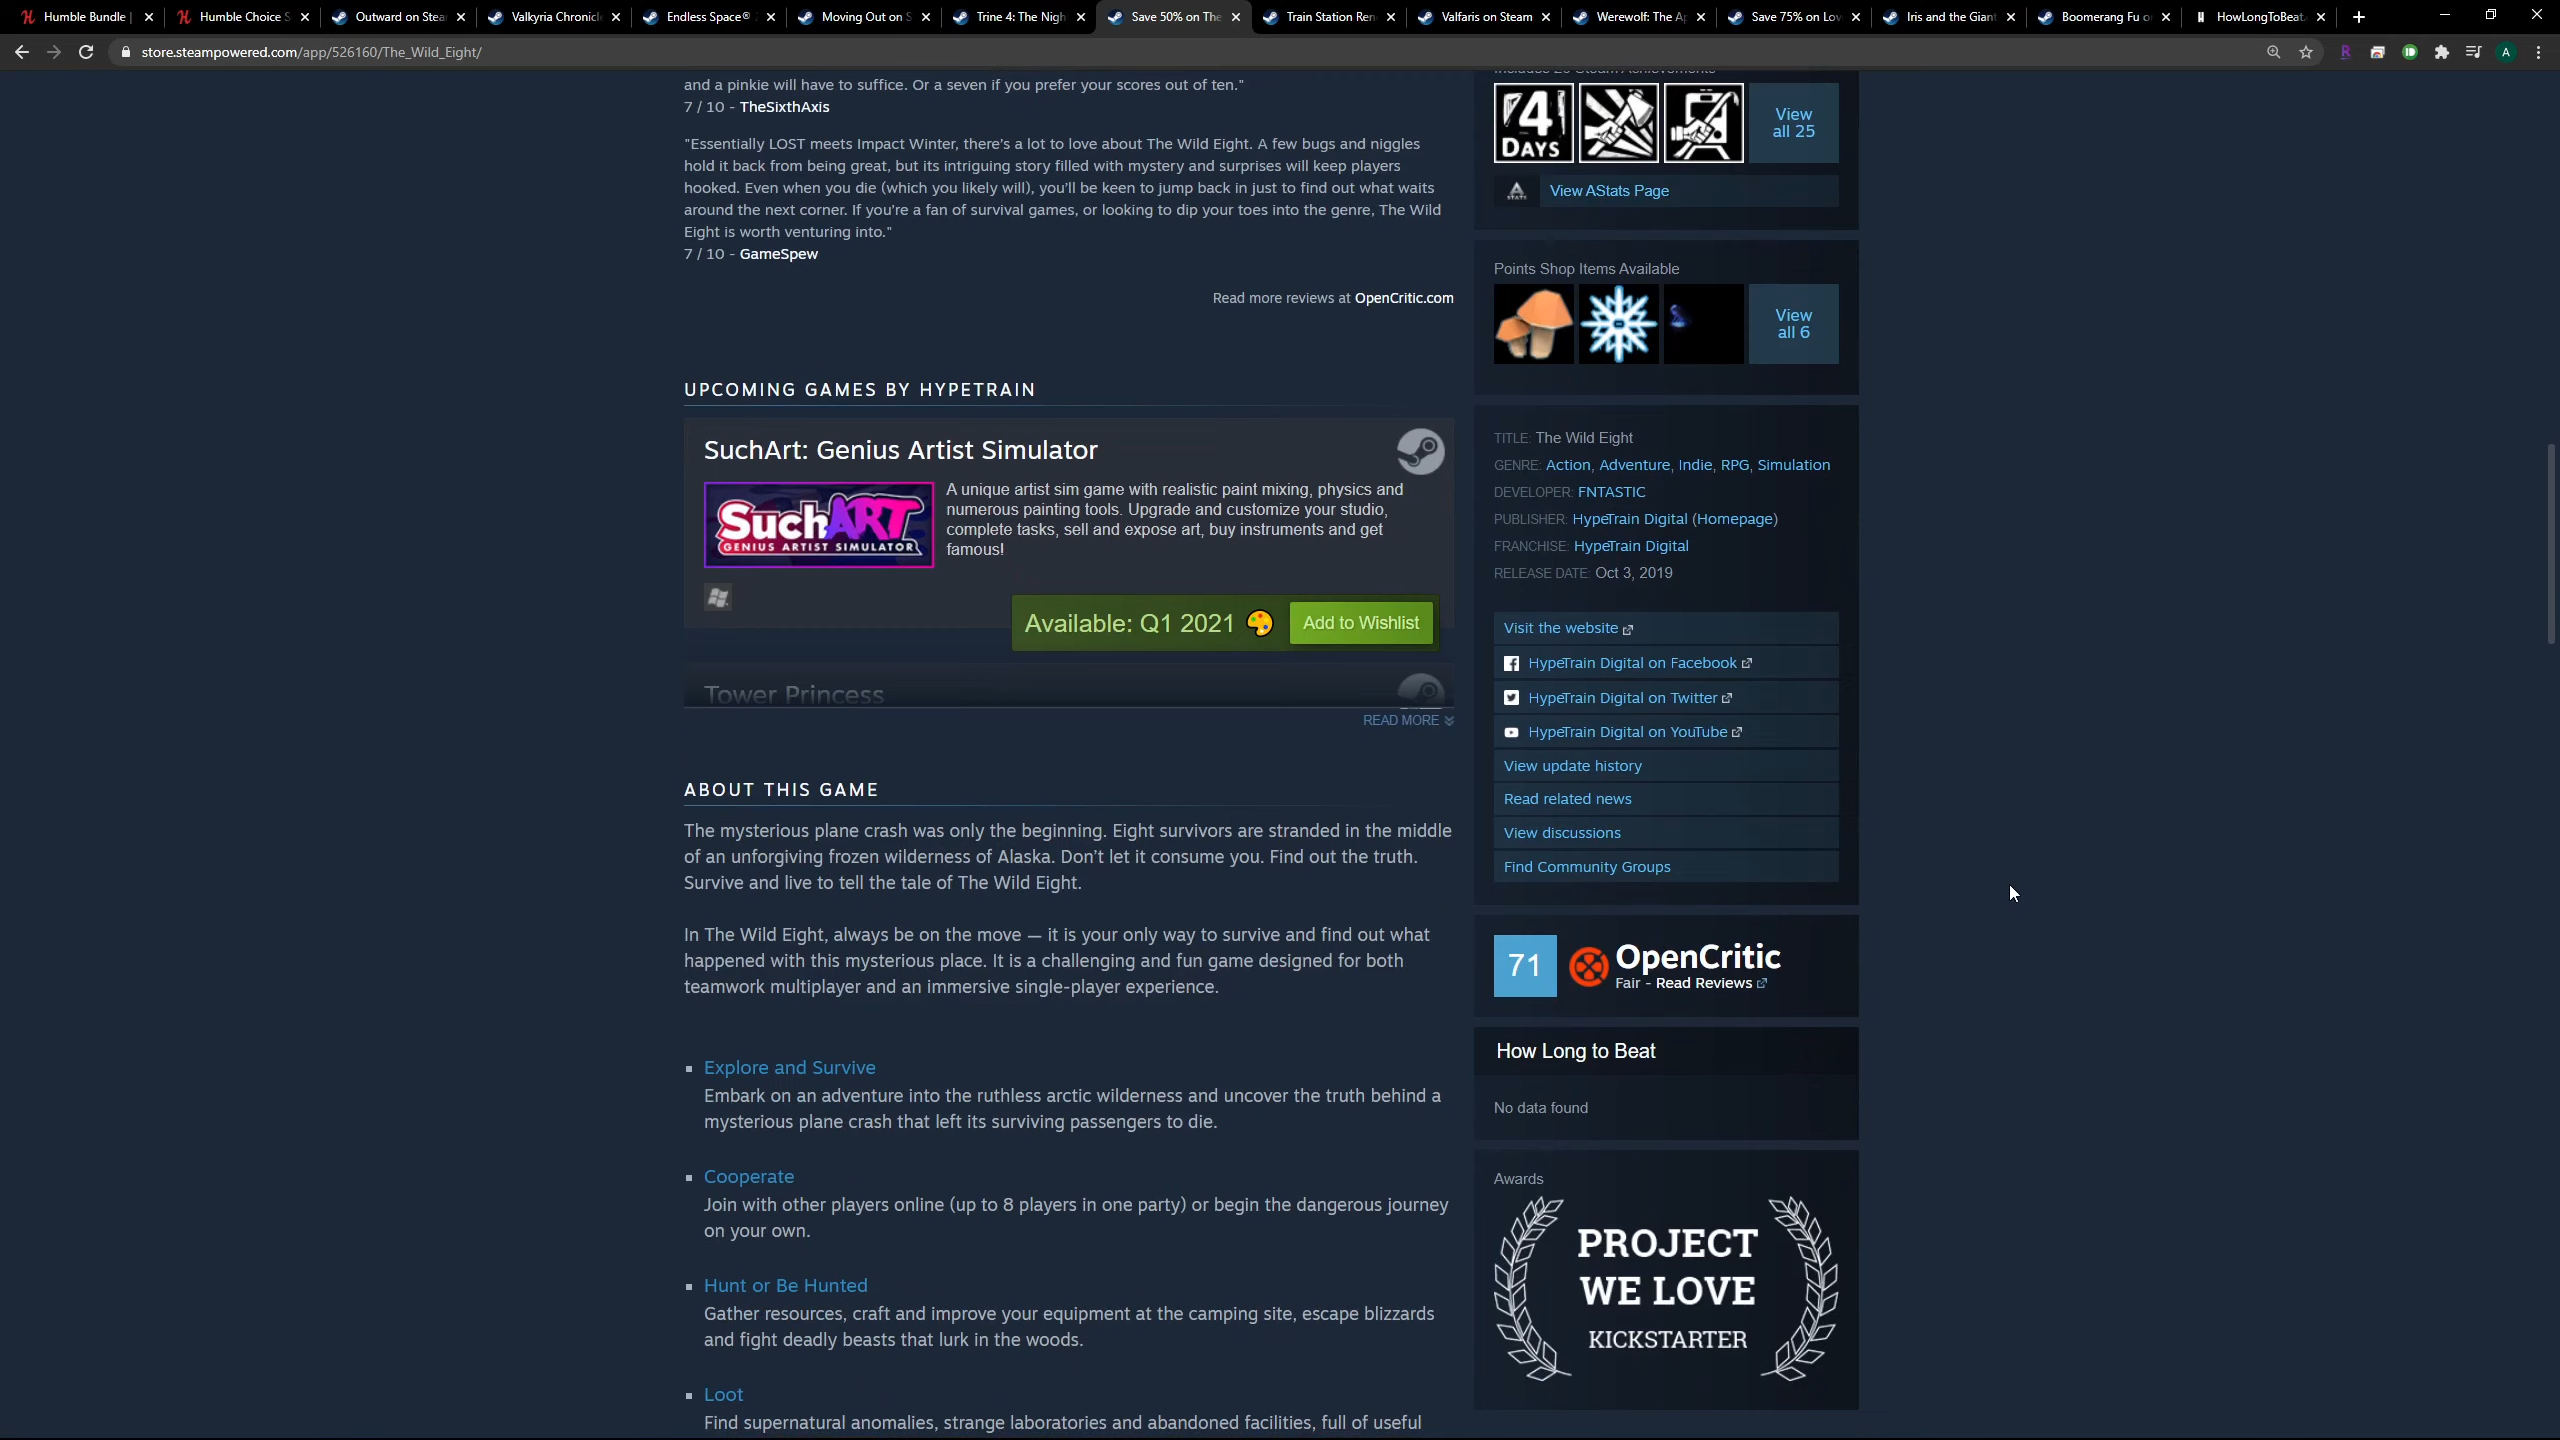 Humble Bundle |
Humble Choice S
Outward on Stea
Valkyria Chronicl
Endless Space®
Moving Out on S
Trine 4: The Nigh
Save 50% on The
Train Station Ren
Valfaris on Steam
Werewolf: The Ap
Save 75% on Lov
Iris and the Giant
Boomerang Fu o
HowLongToBeat.
store.steampowered.com/app/526160/The_Wild_Eight/
A
and a pinkie will have to suffice. Or a seven if you prefer your scores out of ten."
7 / 10 - TheSixthAxis
"Essentially LOST meets Impact Winter, there's a lot to love about The Wild Eight. A few bugs and niggles
hold it back from being great, but its intriguing story filled with mystery and surprises will keep players
hooked. Even when you die (which you likely will), you'll be keen to jump back in just to find out what waits
around the next corner. If you're a fan of survival games, or looking to dip your toes into the genre, The Wild
Eight is worth venturing into."
7 / 10 - GameSpew
Read more reviews at OpenCritic.com
UPCOMING GAMES BY HYPETRAIN
SuchArt: Genius Artist Simulator
SuchART
GENIUS ARTIST SIMULATOR
A unique artist sim game with realistic paint mixing, physics and
numerous painting tools. Upgrade and customize your studio,
complete tasks, sell and expose art, buy instruments and get
famous!
Available: Q1 2021 🎨
Add to Wishlist
Tower Princess
READ MORE
ABOUT THIS GAME
The mysterious plane crash was only the beginning. Eight survivors are stranded in the middle
of an unforgiving frozen wilderness of Alaska. Don't let it consume you. Find out the truth.
Survive and live to tell the tale of The Wild Eight.
In The Wild Eight, always be on the move — it is your only way to survive and find out what
happened with this mysterious place. It is a challenging and fun game designed for both
teamwork multiplayer and an immersive single-player experience.
Explore and Survive
Embark on an adventure into the ruthless arctic wilderness and uncover the truth behind a
mysterious plane crash that left its surviving passengers to die.
Cooperate
Join with other players online (up to 8 players in one party) or begin the dangerous journey
on your own.
Hunt or Be Hunted
Gather resources, craft and improve your equipment at the camping site, escape blizzards
and fight deadly beasts that lurk in the woods.
Loot
Find supernatural anomalies, strange laboratories and abandoned facilities, full of useful
Includes 25 Steam Achievements
4
DAYS
View
all 25
A
STATS
View AStats Page
Points Shop Items Available
View
all 6
TITLE: The Wild Eight
GENRE: Action, Adventure, Indie, RPG, Simulation
DEVELOPER: FNTASTIC
PUBLISHER: HypeTrain Digital (Homepage)
FRANCHISE: HypeTrain Digital
RELEASE DATE: Oct 3, 2019
Visit the website
HypeTrain Digital on Facebook
HypeTrain Digital on Twitter
HypeTrain Digital on YouTube
View update history
Read related news
View discussions
Find Community Groups
71
OpenCritic
Fair - Read Reviews
How Long to Beat
No data found
Awards
PROJECT
WE LOVE
KICKSTARTER